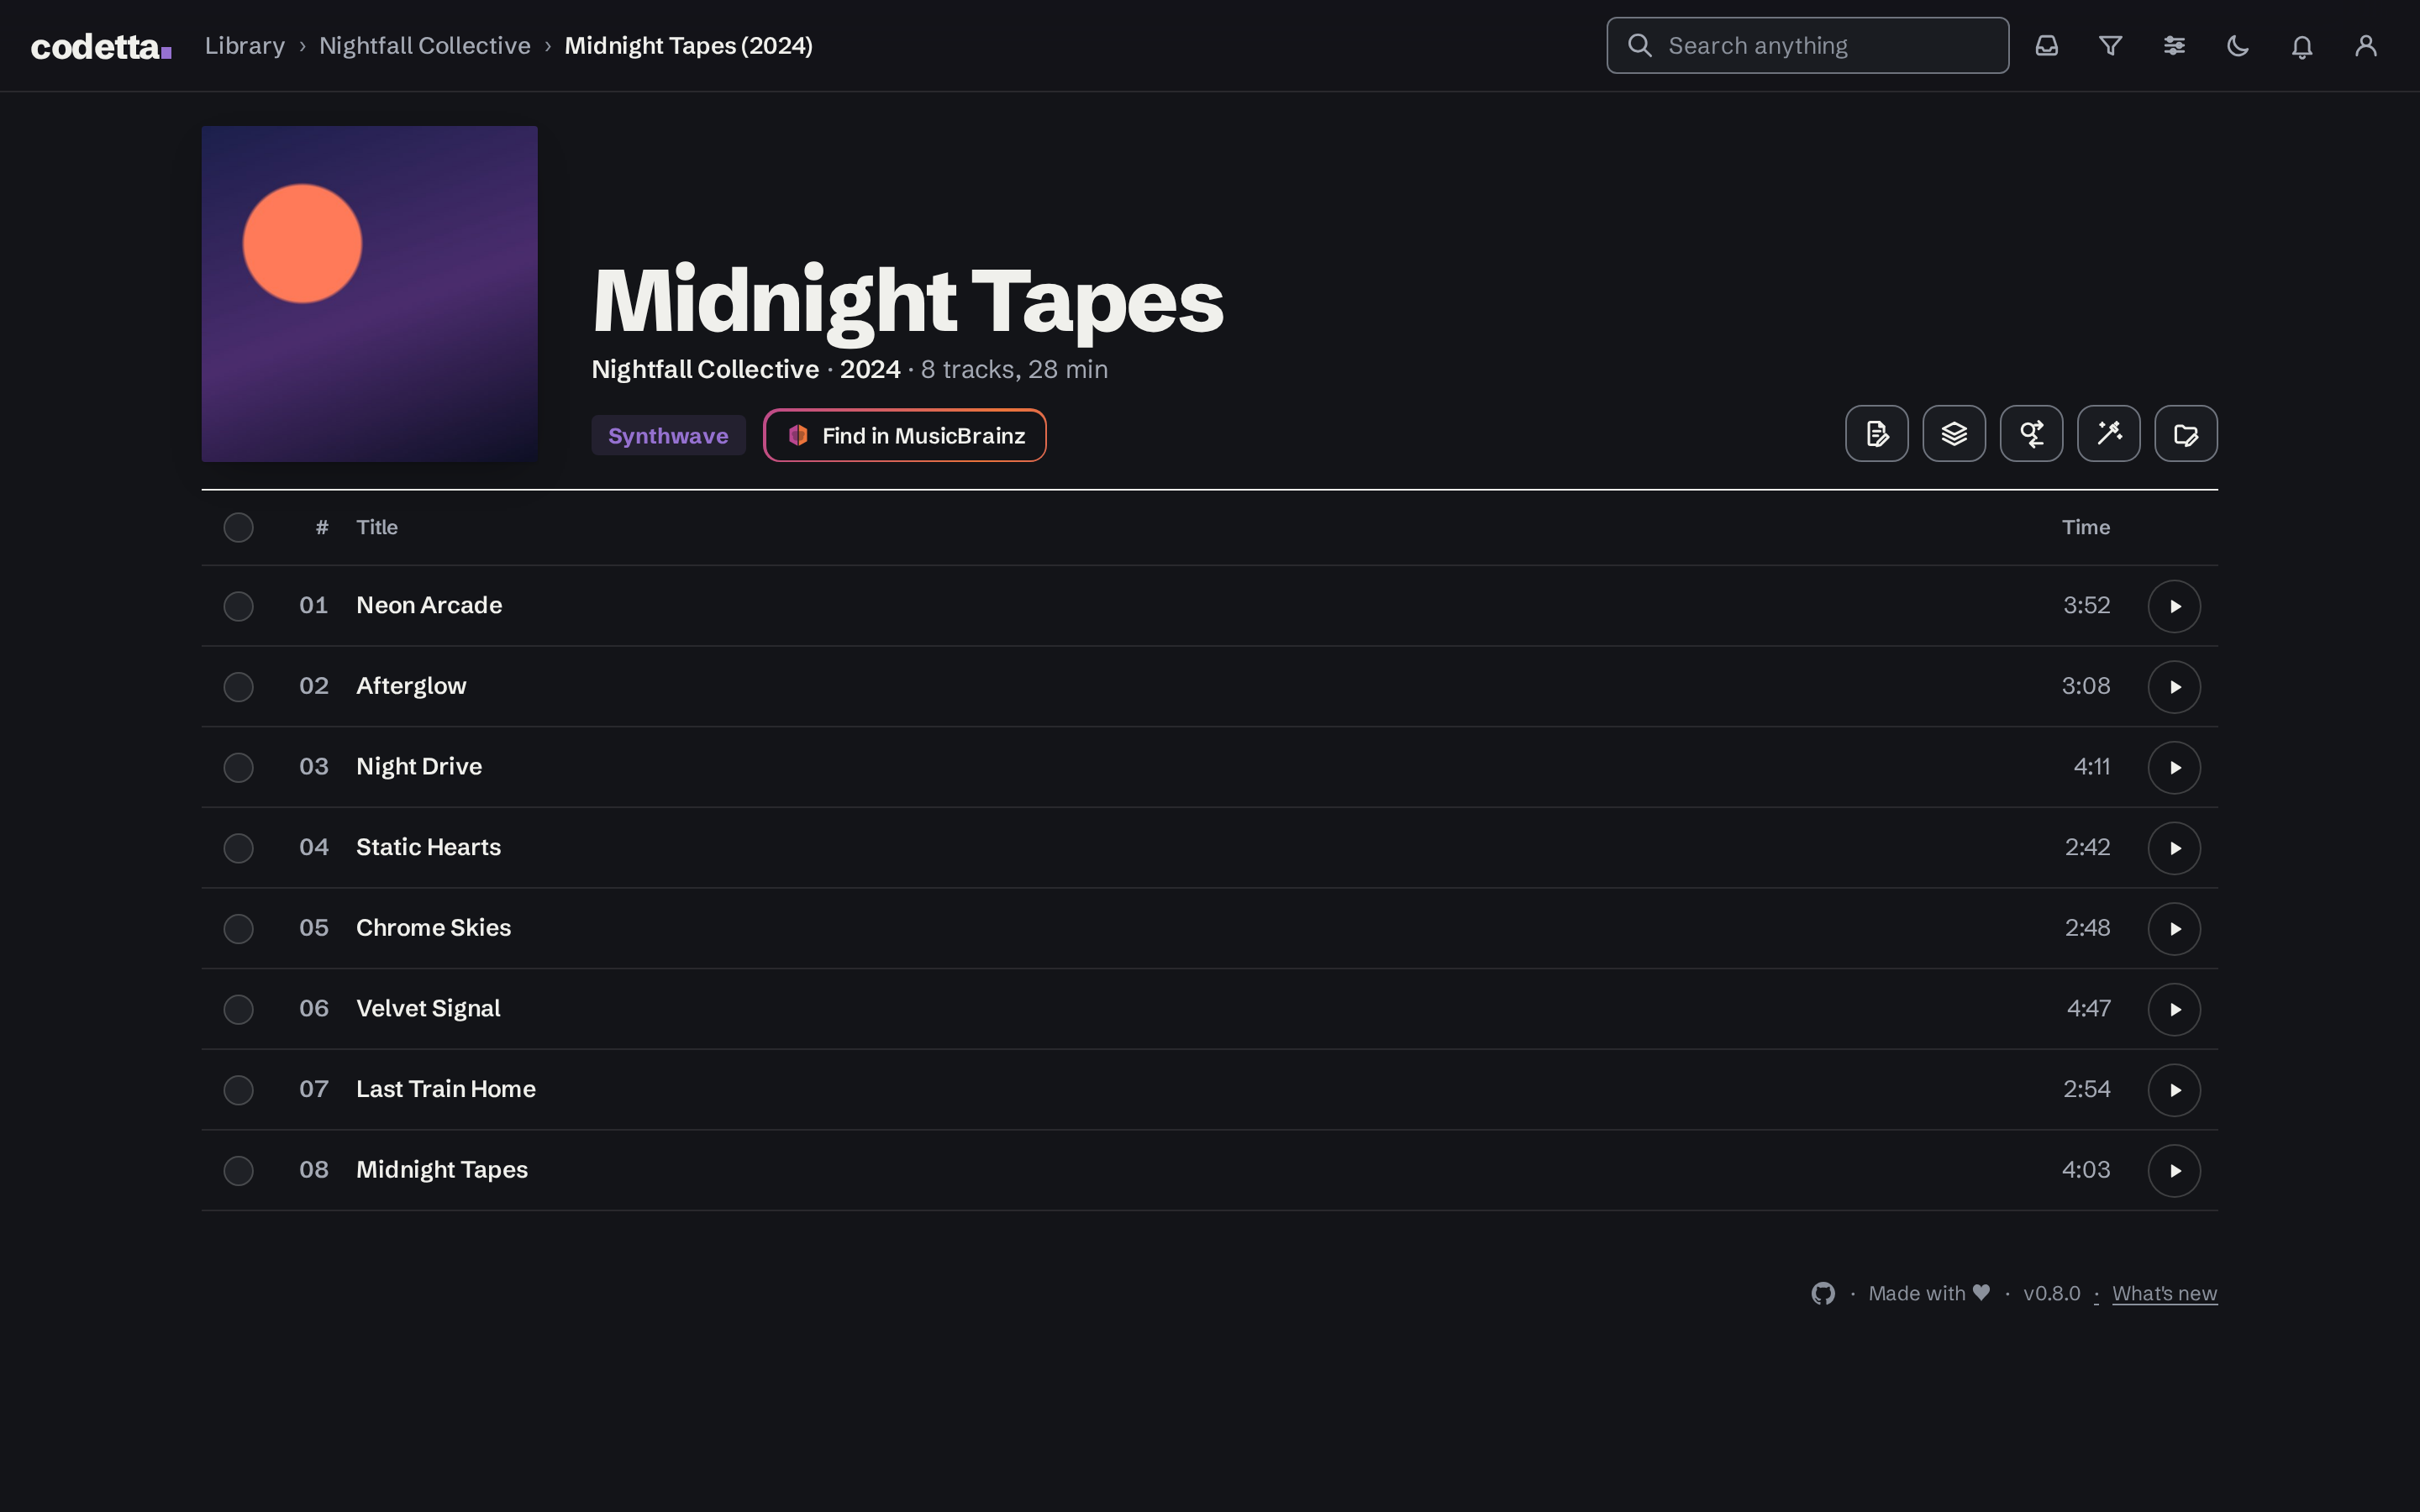 codetta. Library › Nightfall Collective › Midnight Tapes (2024) Search anything
Midnight Tapes
Nightfall Collective · 2024 · 8 tracks, 28 min
Synthwave Find in MusicBrainz
# Title Time
01 Neon Arcade 3:52
02 Afterglow 3:08
03 Night Drive 4:11
04 Static Hearts 2:42
05 Chrome Skies 2:48
06 Velvet Signal 4:47
07 Last Train Home 2:54
08 Midnight Tapes 4:03
· Made with ♥ · v0.8.0 · What's new